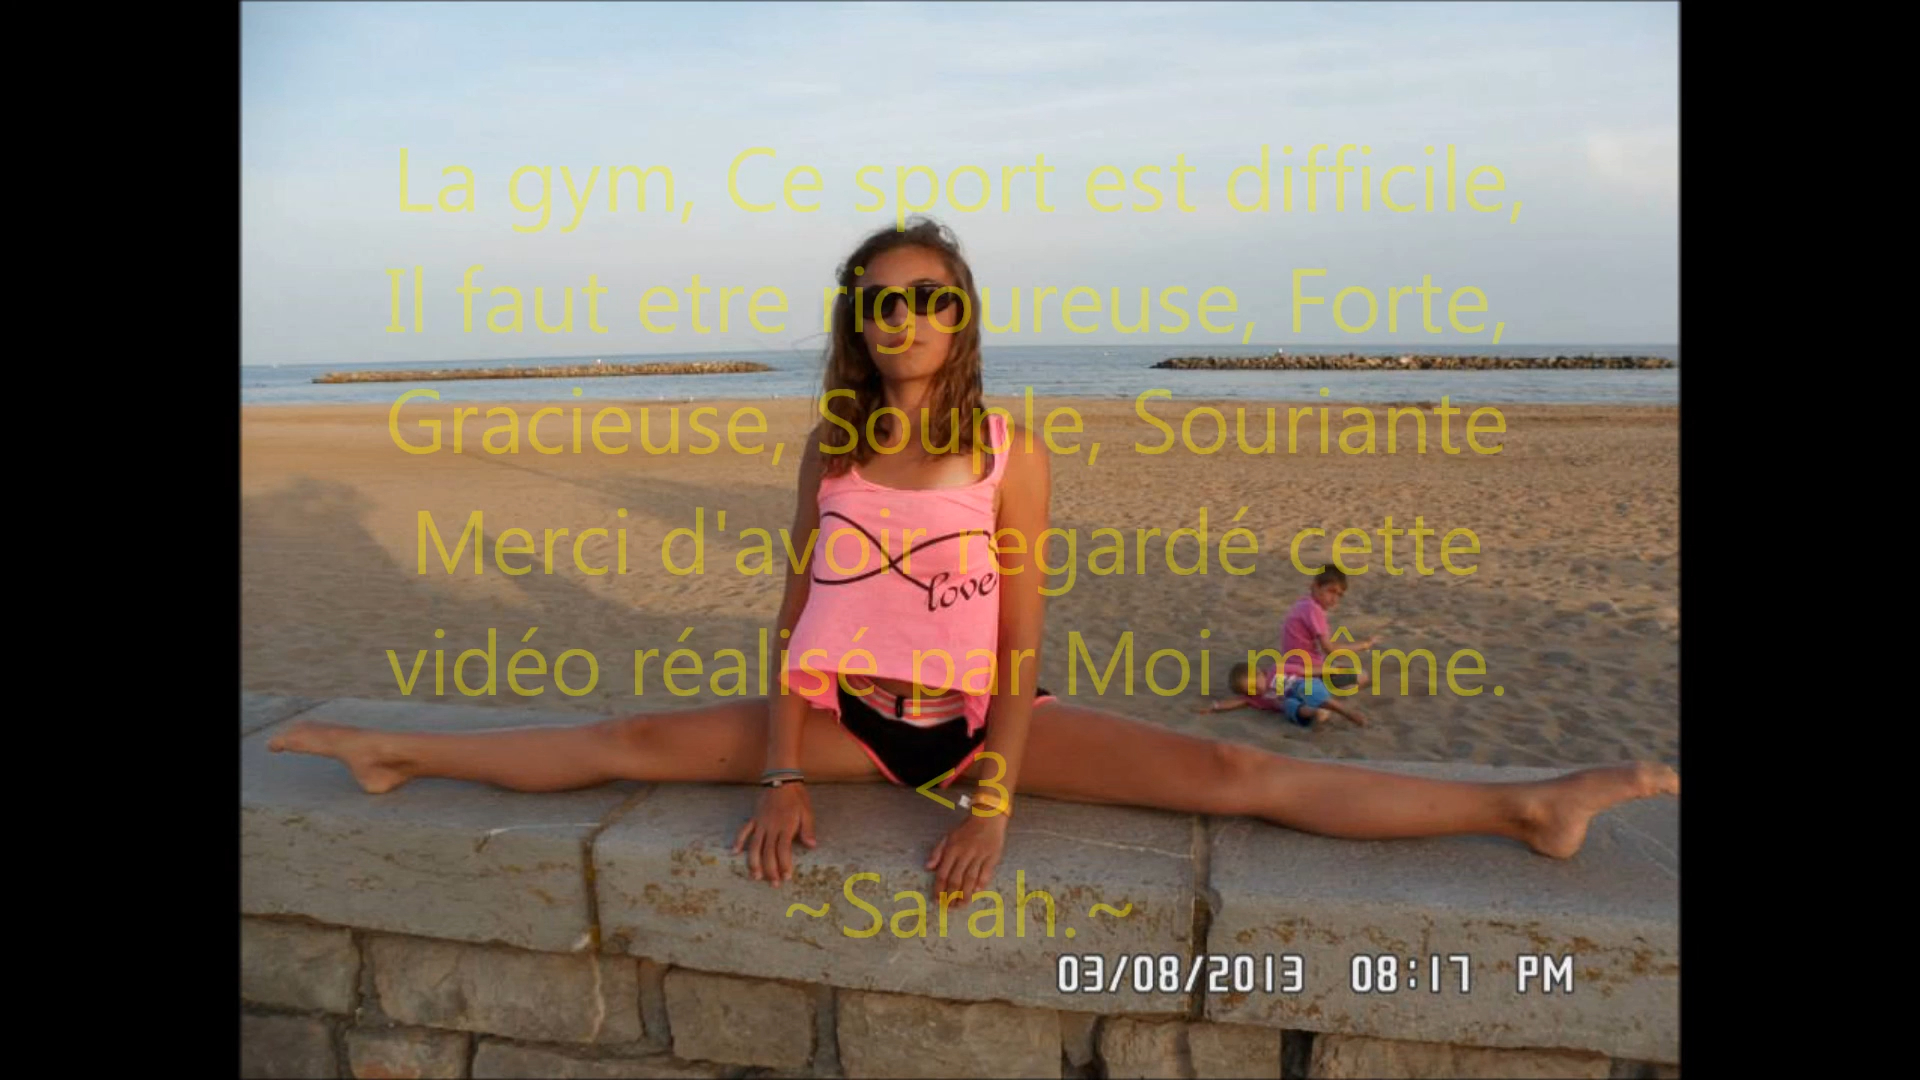 La gym, Ce sport est difficile,
Il faut etre rigoureuse, Forte,
Gracieuse, Souple, Souriante
Merci d'avoir regardé cette
vidéo réalisé par Moi même.
<3
~Sarah.~
love
03/08/2013 08:17 PM